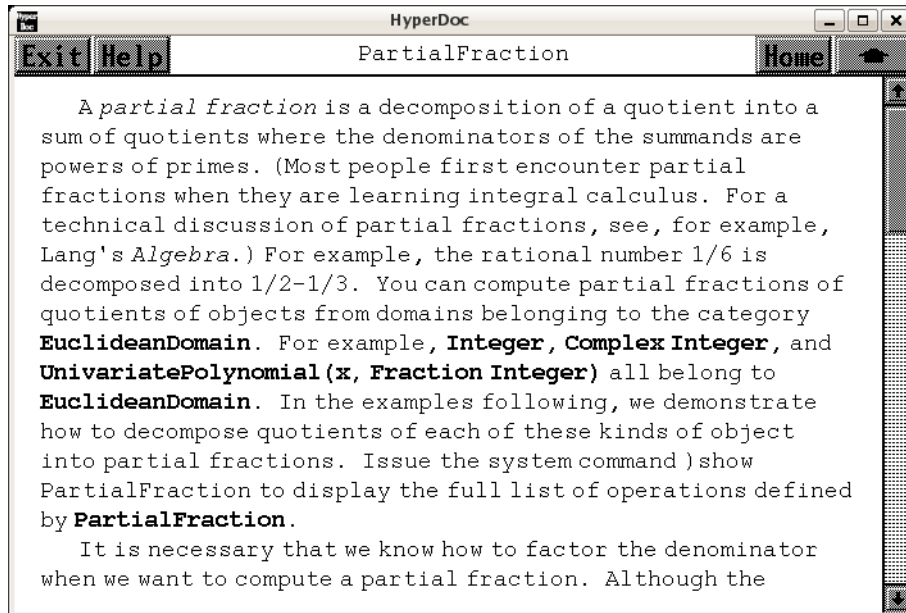 Hyper Doc
HyperDoc
Exit Help PartialFraction Home
A partial fraction is a decomposition of a quotient into a
sum of quotients where the denominators of the summands are
powers of primes. (Most people first encounter partial
fractions when they are learning integral calculus. For a
technical discussion of partial fractions, see, for example,
Lang's Algebra.) For example, the rational number 1/6 is
decomposed into 1/2-1/3. You can compute partial fractions of
quotients of objects from domains belonging to the category
EuclideanDomain. For example, Integer, Complex Integer, and
UnivariatePolynomial(x, Fraction Integer) all belong to
EuclideanDomain. In the examples following, we demonstrate
how to decompose quotients of each of these kinds of object
into partial fractions. Issue the system command )show
PartialFraction to display the full list of operations defined
by PartialFraction.
It is necessary that we know how to factor the denominator
when we want to compute a partial fraction. Although the